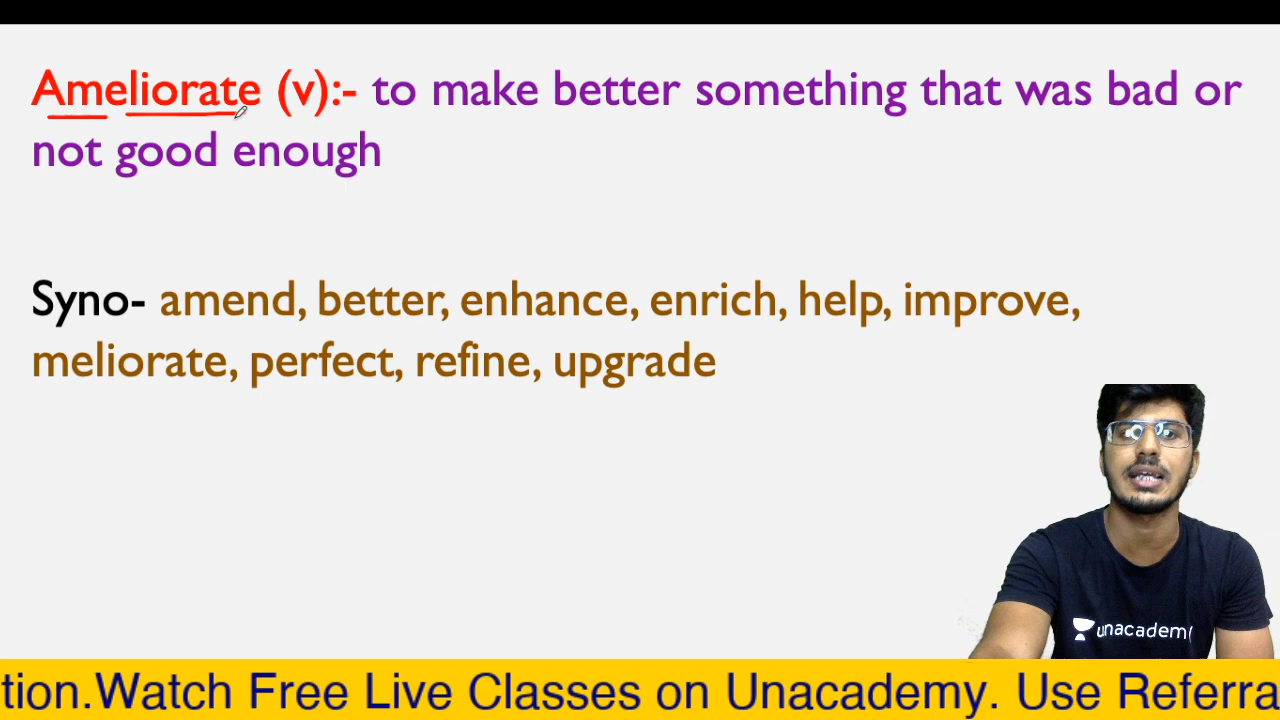 Ameliorate (v):- to make better something that was bad or
not good enough
Syno- amend, better, enhance, enrich, help, improve,
meliorate, perfect, refine, upgrade
unacademy
tion.Watch Free Live Classes on Unacademy. Use Referra